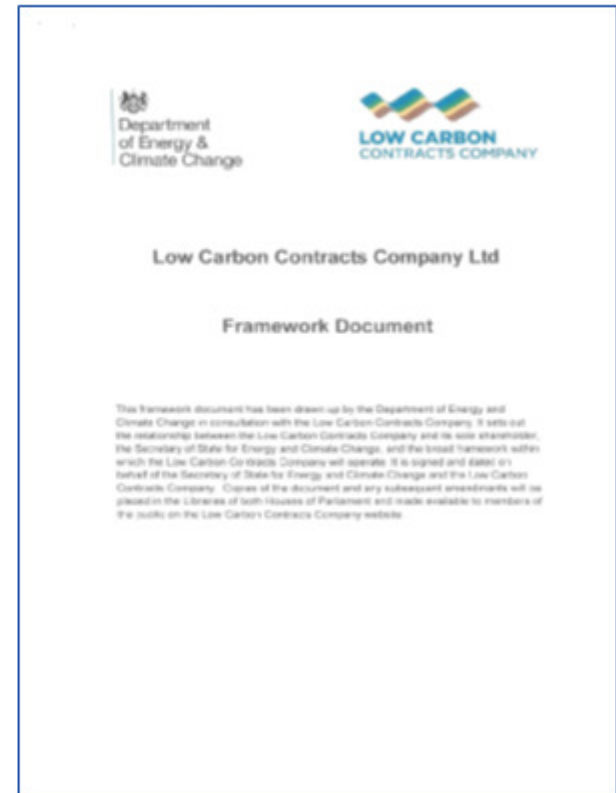 Department
of Energy &
Climate Change
LOW CARBON
CONTRACTS COMPANY
Low Carbon Contracts Company Ltd
Framework Document
This framework document has been drawn up by the Department of Energy and
Climate Change in consultation with the Low Carbon Contracts Company. It sets out
the relationship between the Low Carbon Contracts Company and its sole shareholder,
the Secretary of State for Energy and Climate Change, and the broad framework within
which the Low Carbon Contracts Company will operate. It is signed and dated on
behalf of the Secretary of State for Energy and Climate Change and the Low Carbon
Contracts Company. Copies of the document and any subsequent amendments will be
placed in the Libraries of both Houses of Parliament and made available to members of
the public on the Low Carbon Contracts Company website